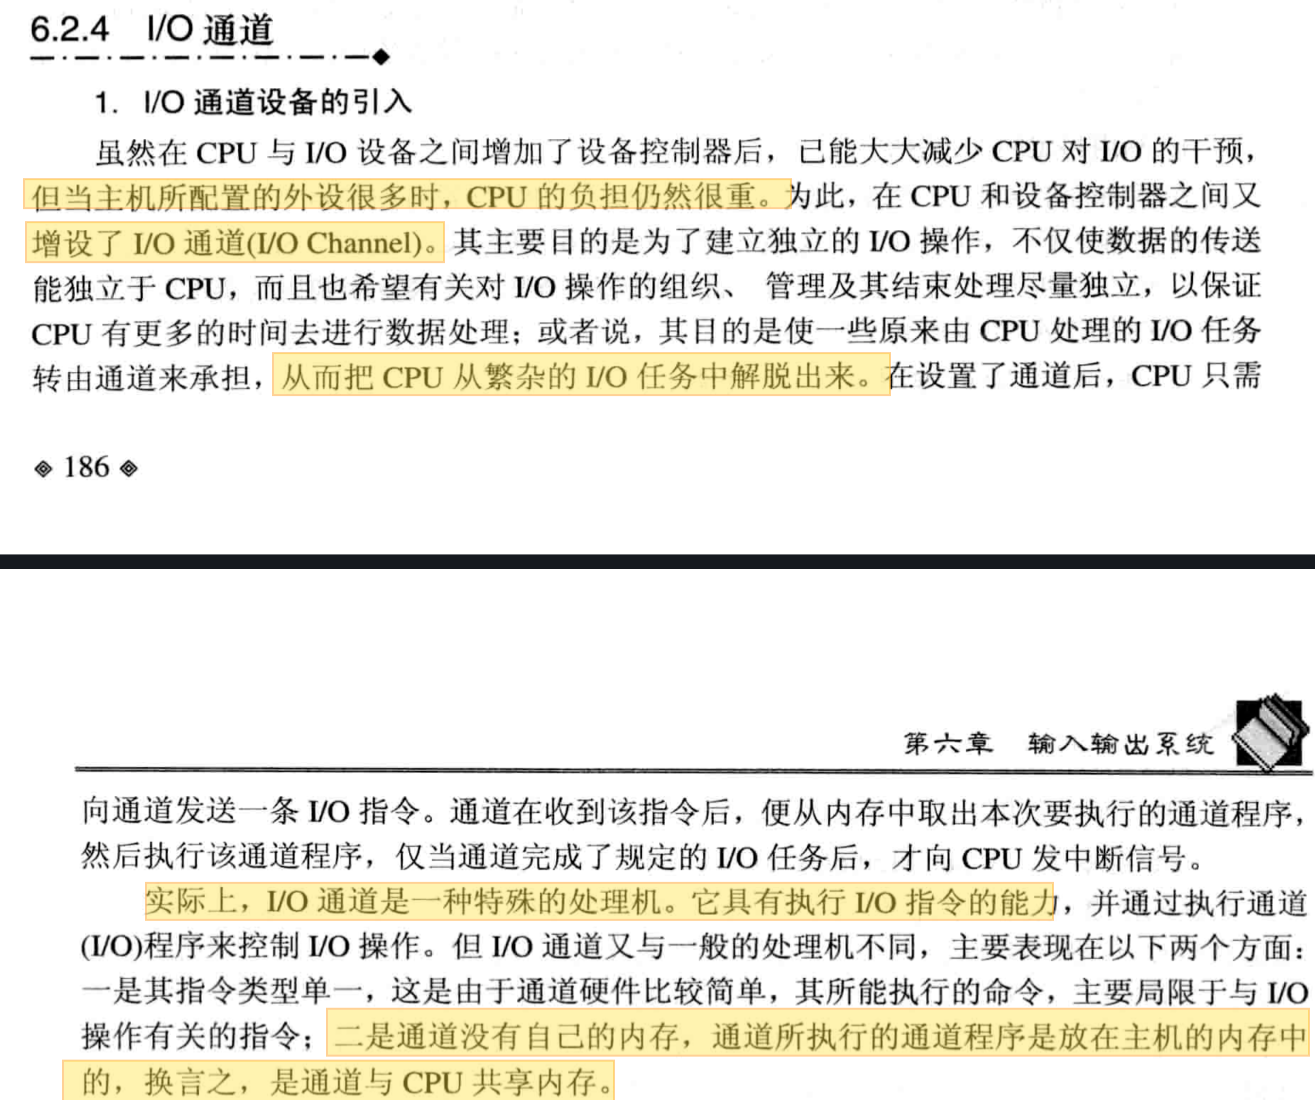 6.2.4 I/O 通道
1. I/O 通道设备的引入
虽然在 CPU 与 I/O 设备之间增加了设备控制器后，已能大大减少 CPU 对 I/O 的干预，
但当主机所配置的外设很多时，CPU 的负担仍然很重。为此，在 CPU 和设备控制器之间又
增设了 I/O 通道(I/O Channel)。其主要目的是为了建立独立的 I/O 操作，不仅使数据的传送
能独立于 CPU，而且也希望有关对 I/O 操作的组织、 管理及其结束处理尽量独立，以保证
CPU 有更多的时间去进行数据处理；或者说，其目的是使一些原来由 CPU 处理的 I/O 任务
转由通道来承担，从而把 CPU 从繁杂的 I/O 任务中解脱出来。在设置了通道后，CPU 只需
186
第六章 输入输出系统
向通道发送一条 I/O 指令。通道在收到该指令后，便从内存中取出本次要执行的通道程序，
然后执行该通道程序，仅当通道完成了规定的 I/O 任务后，才向 CPU 发中断信号。
实际上，I/O 通道是一种特殊的处理机。它具有执行 I/O 指令的能力，并通过执行通道
(I/O)程序来控制 I/O 操作。但 I/O 通道又与一般的处理机不同，主要表现在以下两个方面：
一是其指令类型单一，这是由于通道硬件比较简单，其所能执行的命令，主要局限于与 I/O
操作有关的指令；二是通道没有自己的内存，通道所执行的通道程序是放在主机的内存中
的，换言之，是通道与 CPU 共享内存。